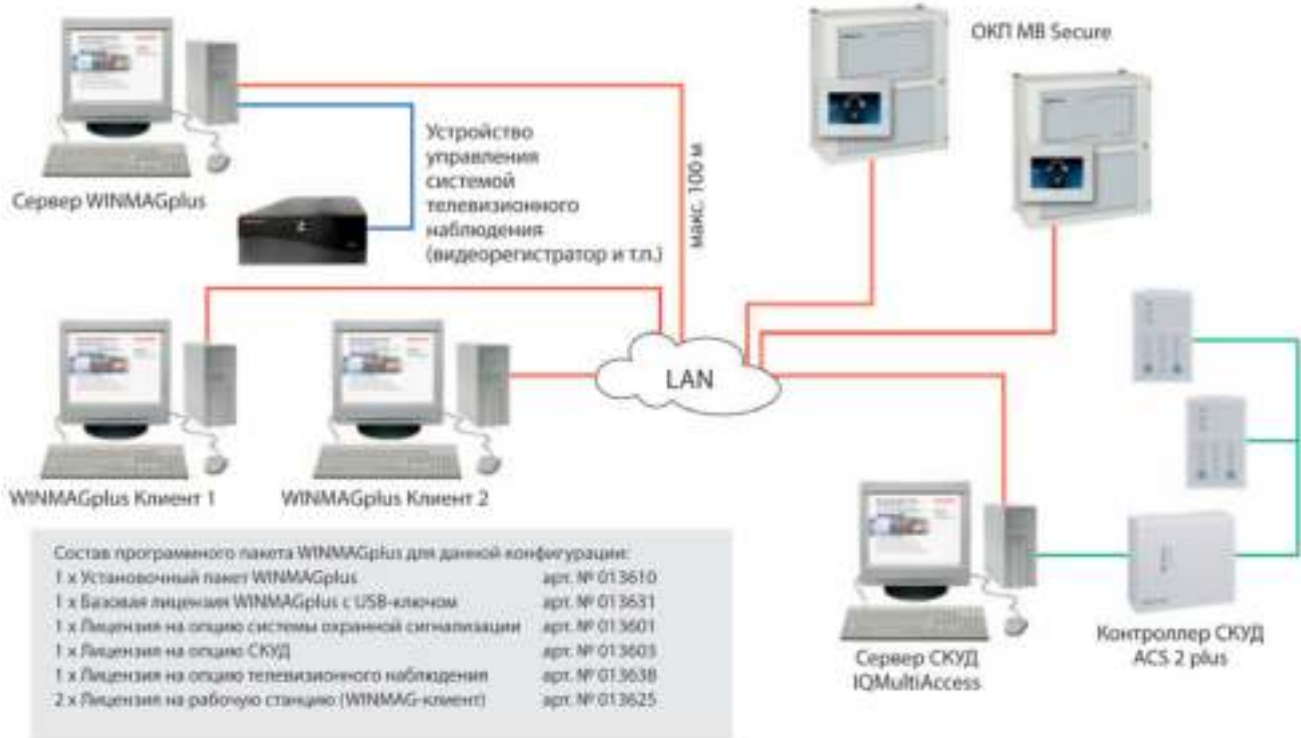 ОКП MB Secure
Сервер WINMAGplus
Устройство
управления
системой
телевизионного
наблюдения
(видеорегистратор и т.п.)
макс. 100 м
LAN
WINMAGplus Клиент 1
WINMAGplus Клиент 2
Сервер СКУД
IQMultiAccess
Контроллер СКУД
ACS 2 plus
Состав програмного пакета WINMAGplus для данной конфигурации:
1 x Установочный пакет WINMAGplus арт. № 013610
1 x Базовая лицензия WINMAGplus с USB-ключом арт. № 013631
1 x Лицензия на опцию системы охранной сигнализации арт. № 013601
1 x Лицензия на опцию СКУД арт. № 013603
1 x Лицензия на опцию телевизионного наблюдения арт. № 013638
2 x Лицензия на рабочую станцию (WINMAG-клиент) арт. № 013625